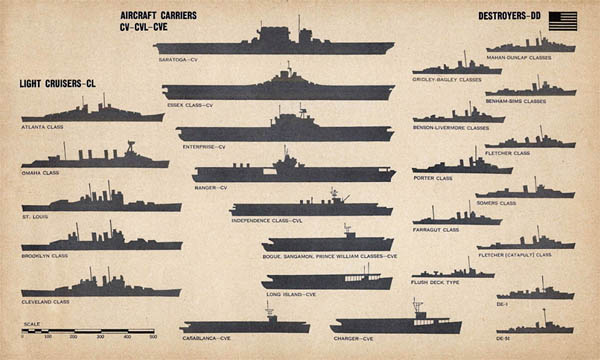 AIRCRAFT CARRIERS
CV-CVL-CVE
DESTROYERS-DD
SARATOGA-CV
MAHAN-DUNLAP CLASSES
GRIDLEY-BAGLEY CLASSES
LIGHT CRUISERS-CL
ESSEX CLASS-CV
BENHAM-SIMS CLASSES
ATLANTA CLASS
BENSON-LIVERMORE CLASSES
ENTERPRISE-CV
FLETCHER CLASS
OMAHA CLASS
RANGER-CV
PORTER CLASS
SOMERS CLASS
ST. LOUIS
INDEPENDENCE CLASS-CVL
FARRAGUT CLASS
BROOKLYN CLASS
BOGUE, SANGAMON, PRINCE WILLIAM CLASSES-CVE
FLETCHER (CATAPULT) CLASS
FLUSH DECK TYPE
CLEVELAND CLASS
LONG ISLAND-CVE
DE-1
SCALE
0 100 200 300 400 500
CASABLANCA-CVE
CHARGER-CVE
DE-51